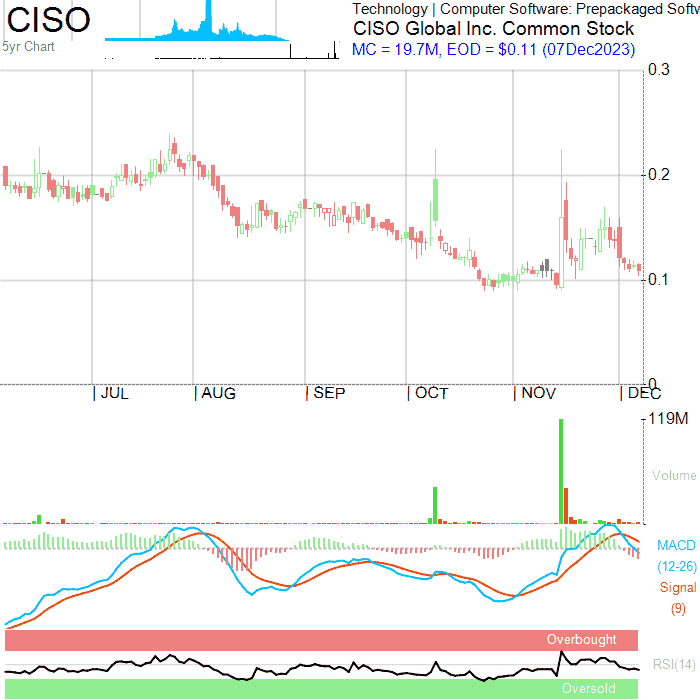 CISO
5yr Chart
Technology | Computer Software: Prepackaged Softw
CISO Global Inc. Common Stock
MC = 19.7M, EOD = $0.11 (07Dec2023)
0.3
0.2
0.1
0
| JUL | AUG | SEP | OCT | NOV | DEC
119M
Volume
MACD
(12-26)
Signal
(9)
Overbought
RSI(14)
Oversold